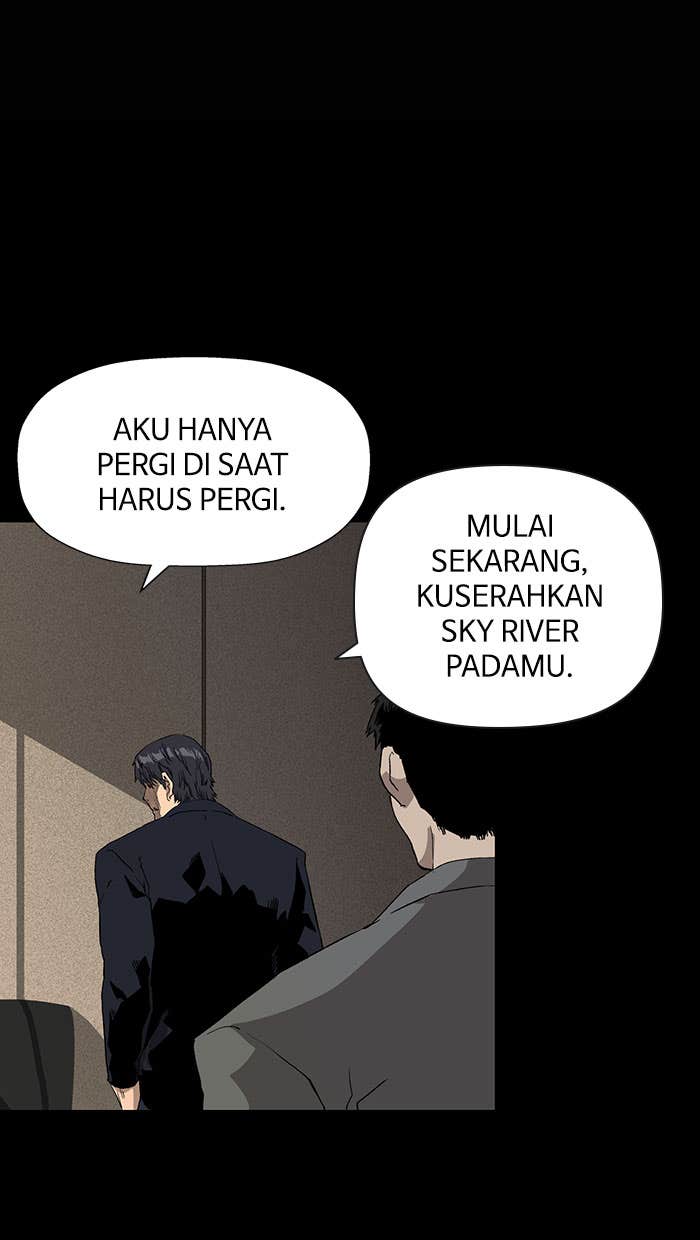 AKU HANYA
PERGI DI SAAT
HARUS PERGI.
MULAI
SEKARANG,
KUSERAHKAN
SKY RIVER
PADAMU.